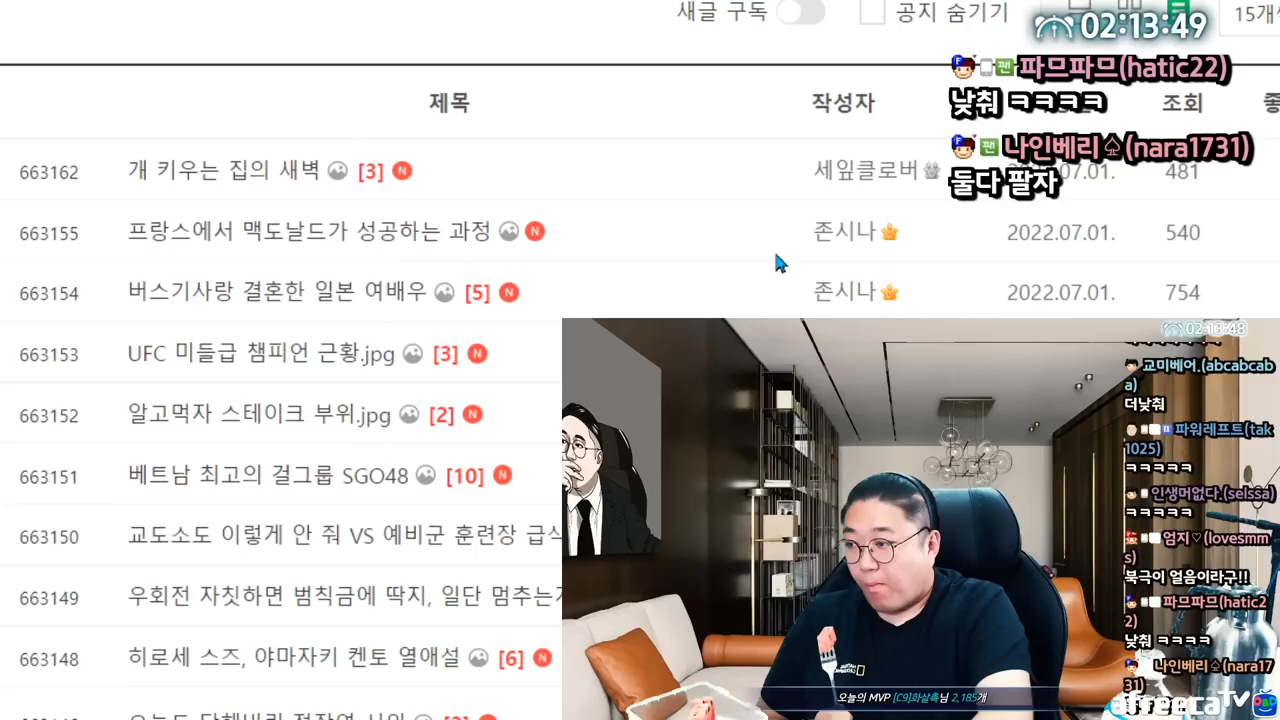 새글 구독 공지 숨기기 15개
02:13:49
파므파므(hatic22)
낮춰 ㅋㅋㅋㅋ
제목 작성자 조회
나인베리♤(nara1731)
둘다 팔자
663162 개 키우는 집의 새벽 [3] N 세잎클로버 2022.07.01. 481
663155 프랑스에서 맥도날드가 성공하는 과정 N 존시나 2022.07.01. 540
663154 버스기사랑 결혼한 일본 여배우 [5] N 존시나 2022.07.01. 754
663153 UFC 미들급 챔피언 근황.jpg [3] N
663152 알고먹자 스테이크 부위.jpg [2] N
663151 베트남 최고의 걸그룹 SGO48 [10] N
663150 교도소도 이렇게 안 줘 VS 예비군 훈련장 급식
663149 우회전 자칫하면 범칙금에 딱지, 일단 멈추는
663148 히로세 스즈, 야마자키 켄토 열애설 [6] N
02:13:48
교미베어.(abcabcab
a)
더낮춰
파워레프트(tak
1025)
ㅋㅋㅋㅋㅋ
인생머없다.(selssa)
ㅋㅋㅋㅋㅋ
엄지♡(lovesmm
s)
북극이 얼음이라구!!
파므파므(hatic2
2)
낮춰 ㅋㅋㅋㅋ
나인베리♤(nara17
31)
오늘의 MVP [C9]화살촉님 2,185개
afreecaTV